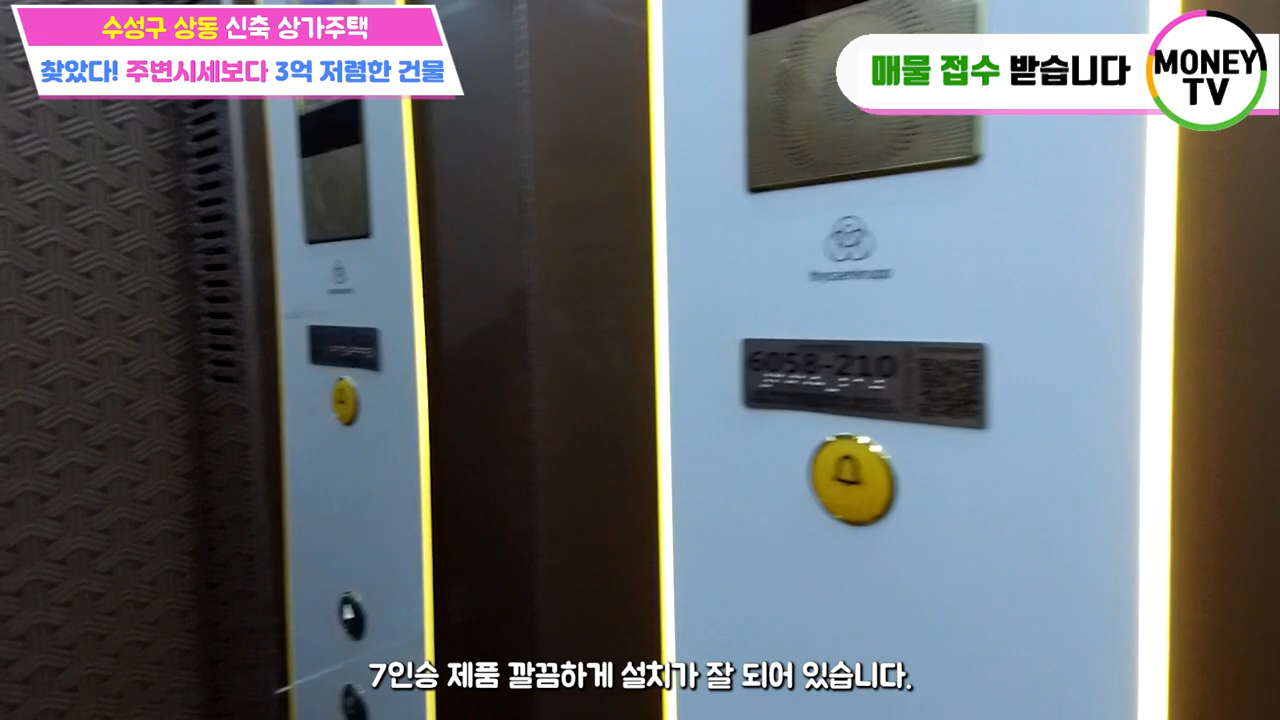 수성구 상동 신축 상가주택
찾았다! 주변시세보다 3억 저렴한 건물
매물 접수 받습니다
MONEY
TV
6058-210
7인승 제품 깔끔하게 설치가 잘 되어 있습니다.